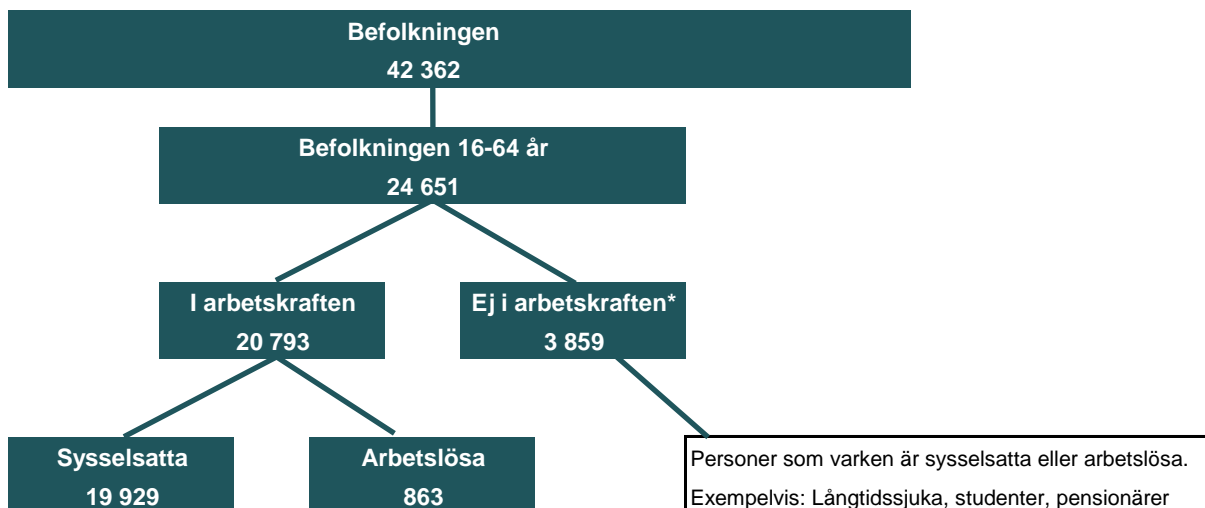 Befolkningen
42 362
Befolkningen 16-64 år
24 651
I arbetskraften
20 793
Ej i arbetskraften*
3 859
Sysselsatta
19 929
Arbetslösa
863
Personer som varken är sysselsatta eller arbetslösa.
Exempelvis: Långtidssjuka, studenter, pensionärer